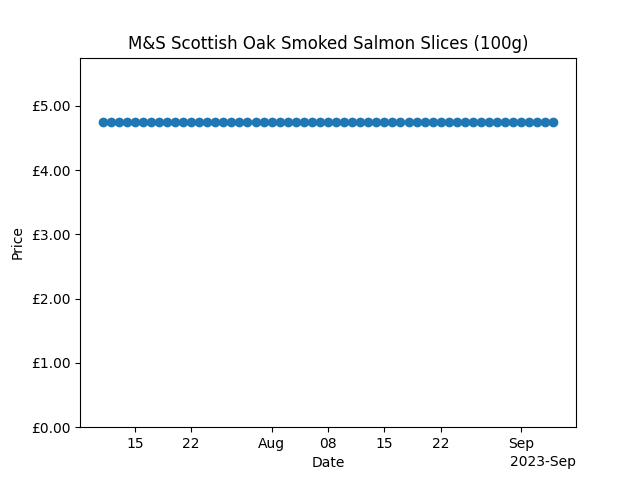 M&S Scottish Oak Smoked Salmon Slices (100g)
£5.00
£4.00
£3.00
£2.00
£1.00
£0.00
Price
15 22 Aug 08 15 22 Sep
2023-Sep
Date